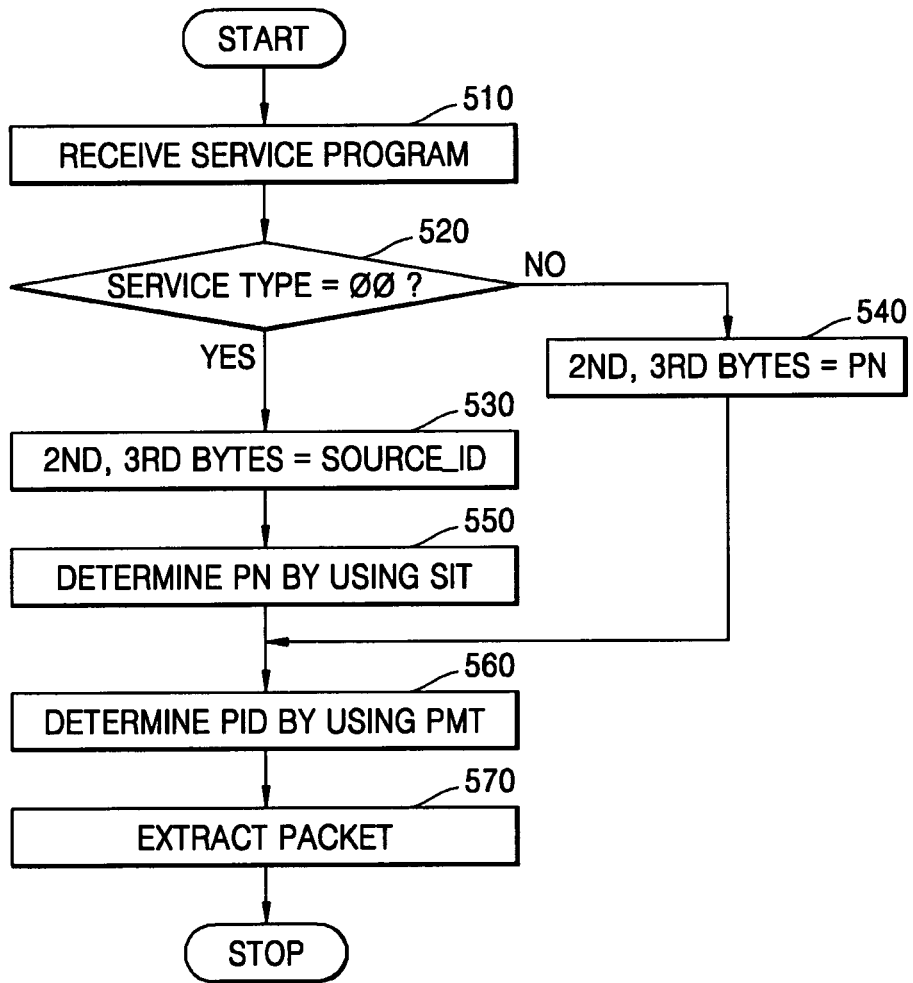 START
510
RECEIVE SERVICE PROGRAM
520
SERVICE TYPE = ØØ ?
NO
YES
540
2ND, 3RD BYTES = PN
530
2ND, 3RD BYTES = SOURCE_ID
550
DETERMINE PN BY USING SIT
560
DETERMINE PID BY USING PMT
570
EXTRACT PACKET
STOP